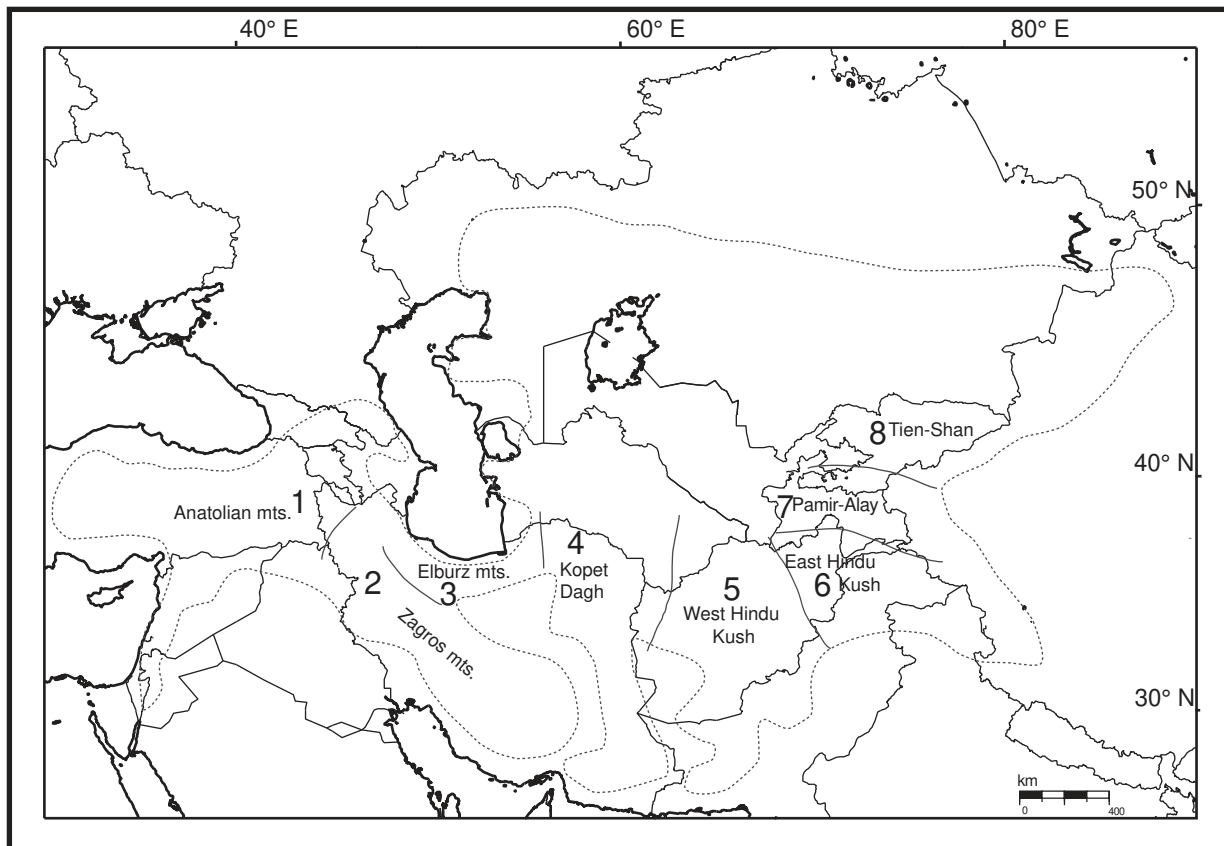 40° E
60° E
80° E
50° N
8 Tien-Shan
40° N
1
Anatolian mts.
7 Pamir-Alay
4
Kopet
Dagh
Elburz mts.
3
2
Zagros mts.
5
West Hindu
Kush
East Hindu
Kush
6
30° N
km
0
400